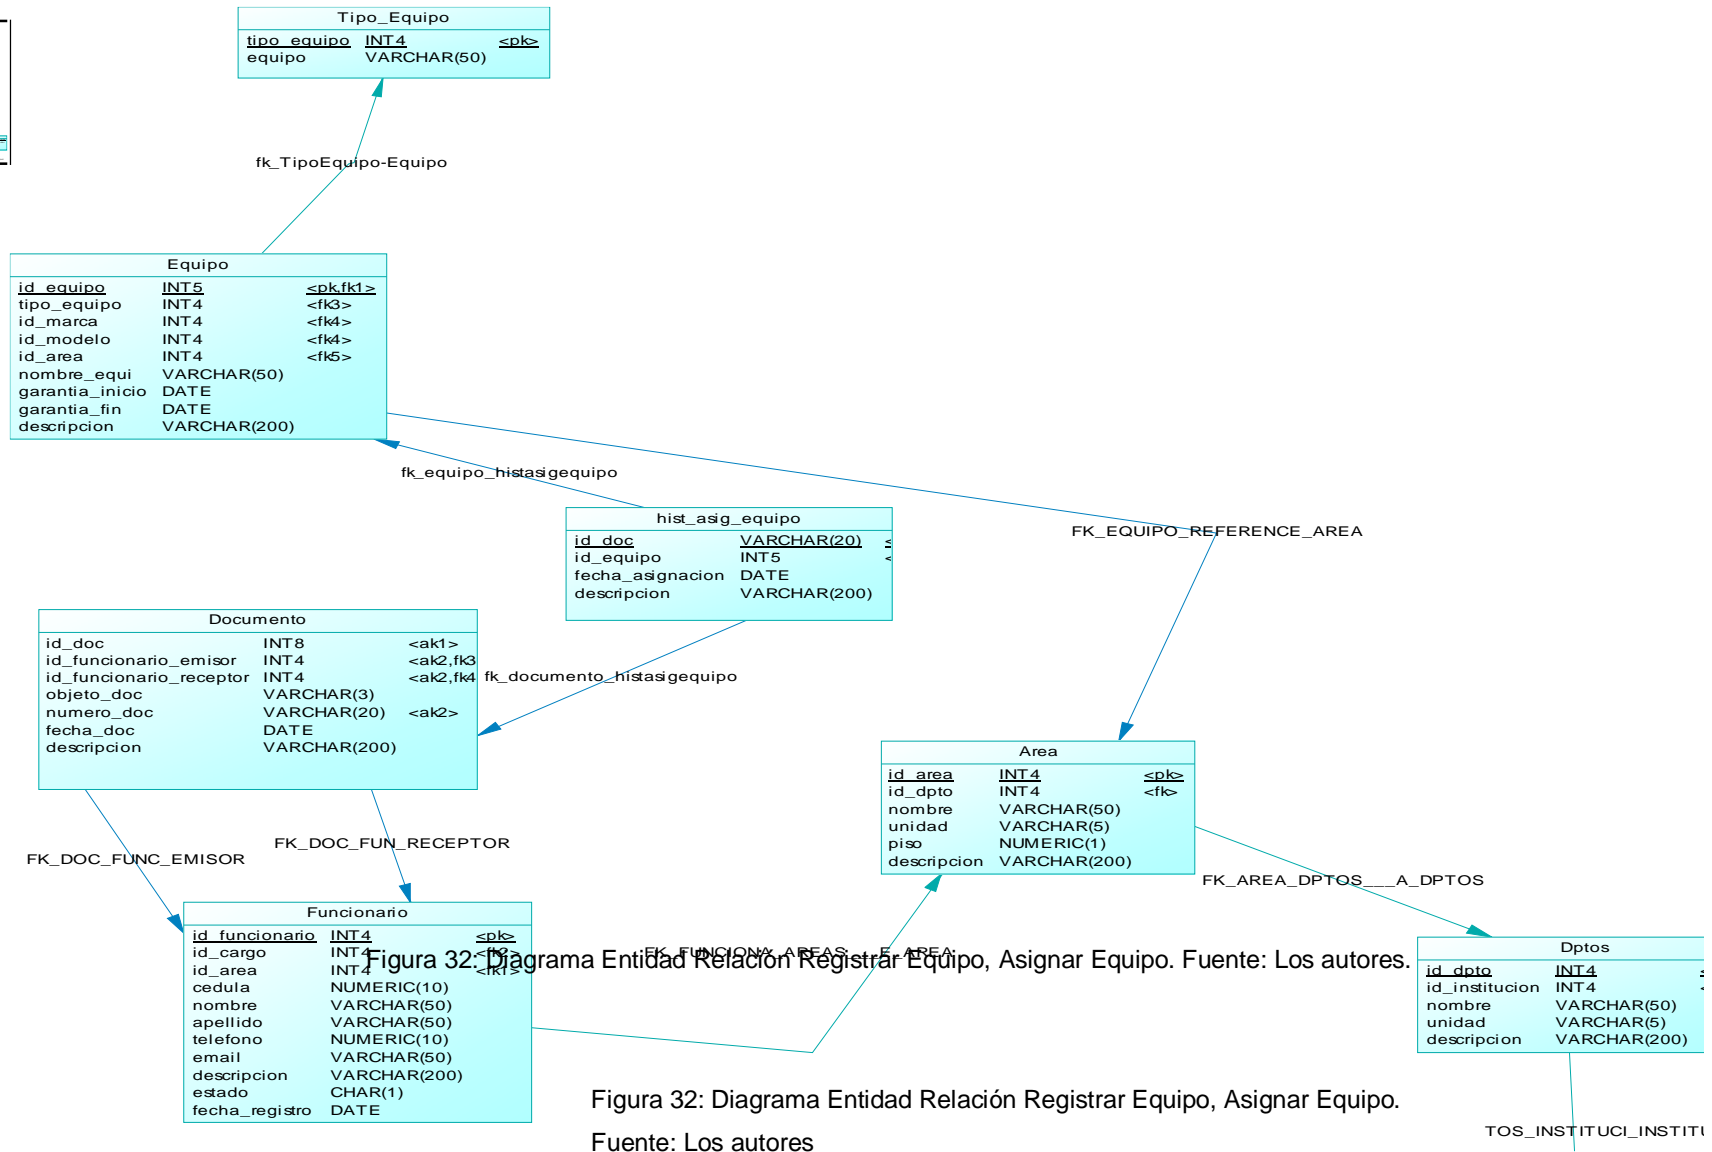 Tipo_Equipo
tipo_equipo INT4 <pk>
equipo VARCHAR(50)
fk_TipoEquipo-Equipo
Equipo
id_equipo INT5 <pk,fk1>
tipo_equipo INT4 <fk3>
id_marca INT4 <fk4>
id_modelo INT4 <fk4>
id_area INT4 <fk5>
nombre_equi VARCHAR(50)
garantia_inicio DATE
garantia_fin DATE
descripcion VARCHAR(200)
fk_equipo_histasigequipo
hist_asig_equipo
id_doc VARCHAR(20) <
id_equipo INT5 <
fecha_asignacion DATE
descripcion VARCHAR(200)
FK_EQUIPO_REFERENCE_AREA
Documento
id_doc INT8 <ak1>
id_funcionario_emisor INT4 <ak2,fk3
id_funcionario_receptor INT4 <ak2,fk4
objeto_doc VARCHAR(3)
numero_doc VARCHAR(20) <ak2>
fecha_doc DATE
descripcion VARCHAR(200)
fk_documento_histasigequipo
Area
id_area INT4 <pk>
id_dpto INT4 <fk>
nombre VARCHAR(50)
unidad VARCHAR(5)
piso NUMERIC(1)
descripcion VARCHAR(200)
FK_DOC_FUN_RECEPTOR
FK_DOC_FUNC_EMISOR
FK_AREA_DPTOS___A_DPTOS
Funcionario
id_funcionario INT4 <pk>
id_cargo INT4 <fk2>
id_area INT4 <fk1>
cedula NUMERIC(10)
nombre VARCHAR(50)
apellido VARCHAR(50)
telefono NUMERIC(10)
email VARCHAR(50)
descripcion VARCHAR(200)
estado CHAR(1)
fecha_registro DATE
FK_FUNCIONA_AREAS___E_AREA
Figura 32: Diagrama Entidad Relación Registrar Equipo, Asignar Equipo. Fuente: Los autores.
Dptos
id_dpto INT4 <
id_institucion INT4 <
nombre VARCHAR(50)
unidad VARCHAR(5)
descripcion VARCHAR(200)
Figura 32: Diagrama Entidad Relación Registrar Equipo, Asignar Equipo.
Fuente: Los autores
TOS_INSTITUCI_INSTITU